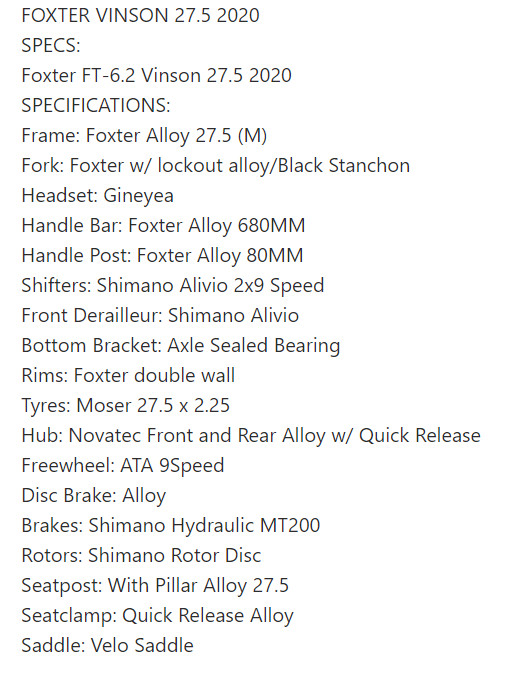 FOXTER VINSON 27.5 2020
SPECS:
Foxter FT-6.2 Vinson 27.5 2020
SPECIFICATIONS:
Frame: Foxter Alloy 27.5 (M)
Fork: Foxter w/ lockout alloy/Black Stanchon
Headset: Gineyea
Handle Bar: Foxter Alloy 680MM
Handle Post: Foxter Alloy 80MM
Shifters: Shimano Alivio 2x9 Speed
Front Derailleur: Shimano Alivio
Bottom Bracket: Axle Sealed Bearing
Rims: Foxter double wall
Tyres: Moser 27.5 x 2.25
Hub: Novatec Front and Rear Alloy w/ Quick Release
Freewheel: ATA 9Speed
Disc Brake: Alloy
Brakes: Shimano Hydraulic MT200
Rotors: Shimano Rotor Disc
Seatpost: With Pillar Alloy 27.5
Seatclamp: Quick Release Alloy
Saddle: Velo Saddle